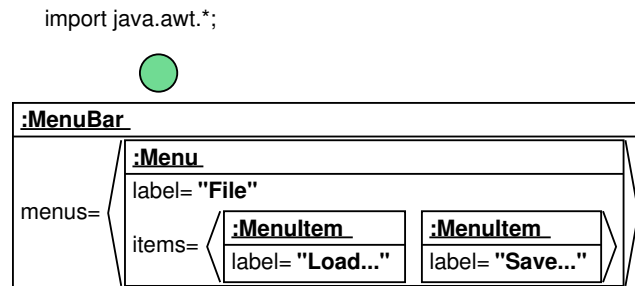 import java.awt.*;
:MenuBar
:Menu
label= "File"
menus=
items=
:MenuItem :MenuItem
label= "Load..." label= "Save..."